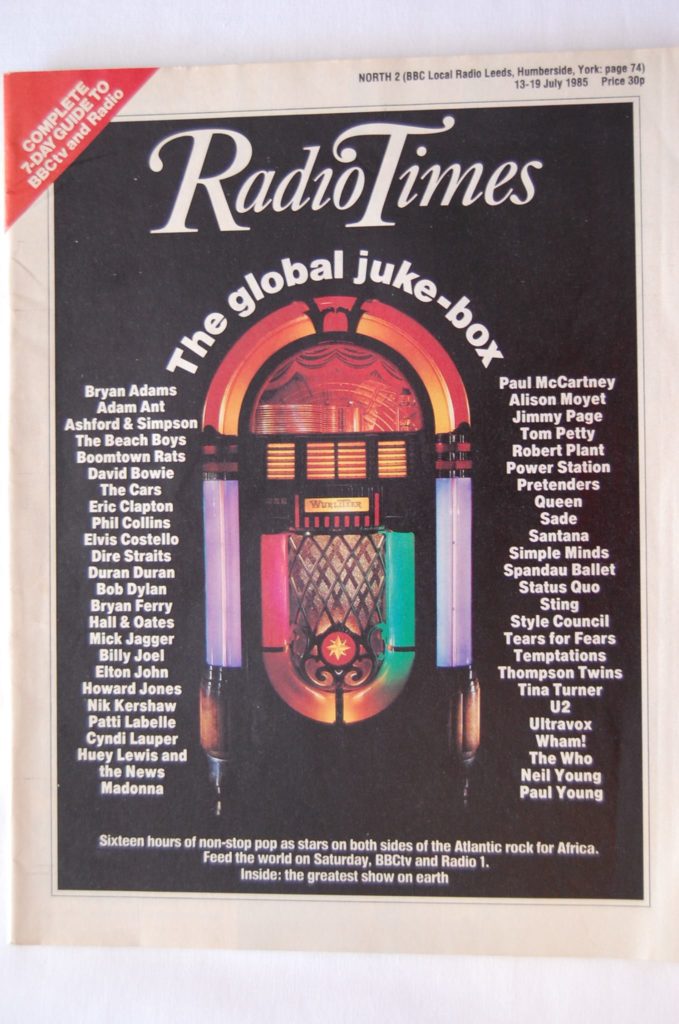 COMPLETE
7-DAY GUIDE TO
BBCtv and Radio
NORTH 2 (BBC Local Radio Leeds, Humberside, York: page 74)
13-19 July 1985 Price 30p
Radio Times
The global juke-box
Bryan Adams
Adam Ant
Ashford & Simpson
The Beach Boys
Boomtown Rats
David Bowie
The Cars
Eric Clapton
Phil Collins
Elvis Costello
Dire Straits
Duran Duran
Bob Dylan
Bryan Ferry
Hall & Oates
Mick Jagger
Billy Joel
Elton John
Howard Jones
Nik Kershaw
Patti Labelle
Cyndi Lauper
Huey Lewis and
the News
Madonna
WURLITZER
Paul McCartney
Alison Moyet
Jimmy Page
Tom Petty
Robert Plant
Power Station
Pretenders
Queen
Sade
Santana
Simple Minds
Spandau Ballet
Status Quo
Sting
Style Council
Tears for Fears
Temptations
Thompson Twins
Tina Turner
U2
Ultravox
Wham!
The Who
Neil Young
Paul Young
Sixteen hours of non-stop pop as stars on both sides of the Atlantic rock for Africa.
Feed the world on Saturday, BBCtv and Radio 1.
Inside: the greatest show on earth